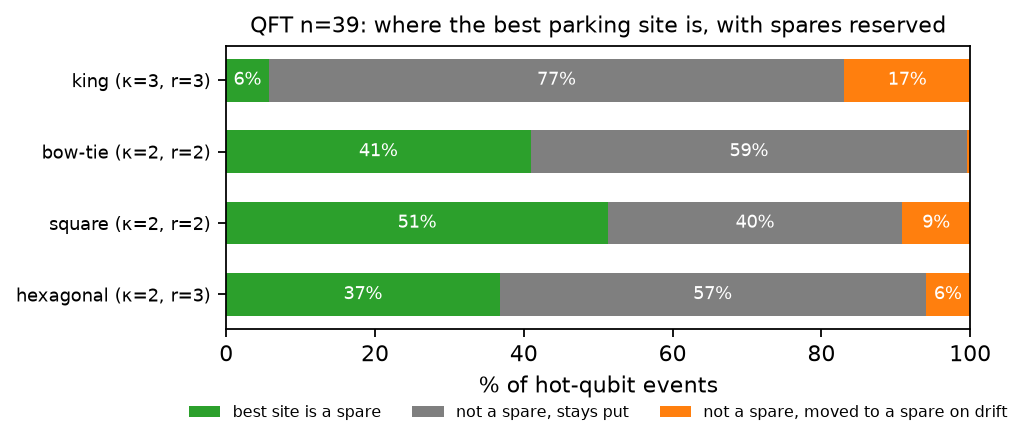 QFT n=39: where the best parking site is, with spares reserved
king (κ=3, r=3)
6%
77%
17%
bow-tie (κ=2, r=2)
41%
59%
square (κ=2, r=2)
51%
40%
9%
hexagonal (κ=2, r=3)
37%
57%
6%
0 20 40 60 80 100
% of hot-qubit events
best site is a spare
not a spare, stays put
not a spare, moved to a spare on drift